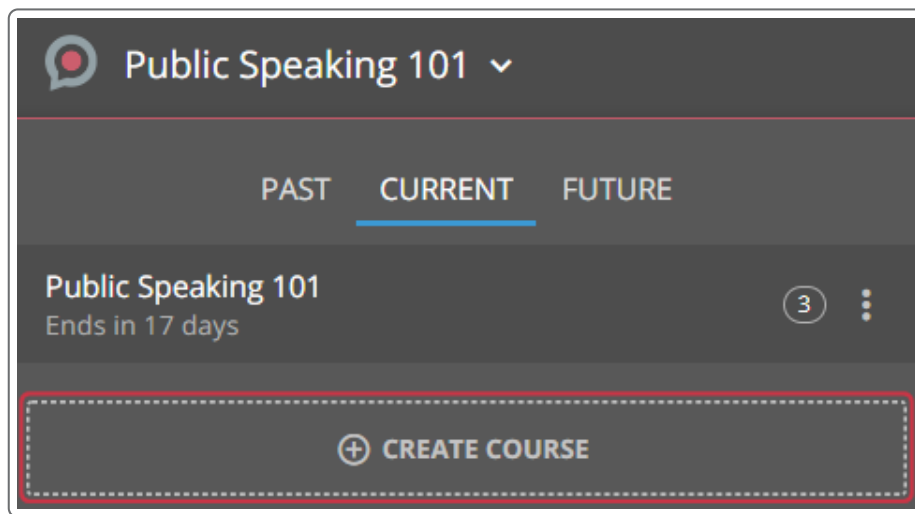 Public Speaking 101
PAST CURRENT FUTURE
Public Speaking 101
3
Ends in 17 days
CREATE COURSE